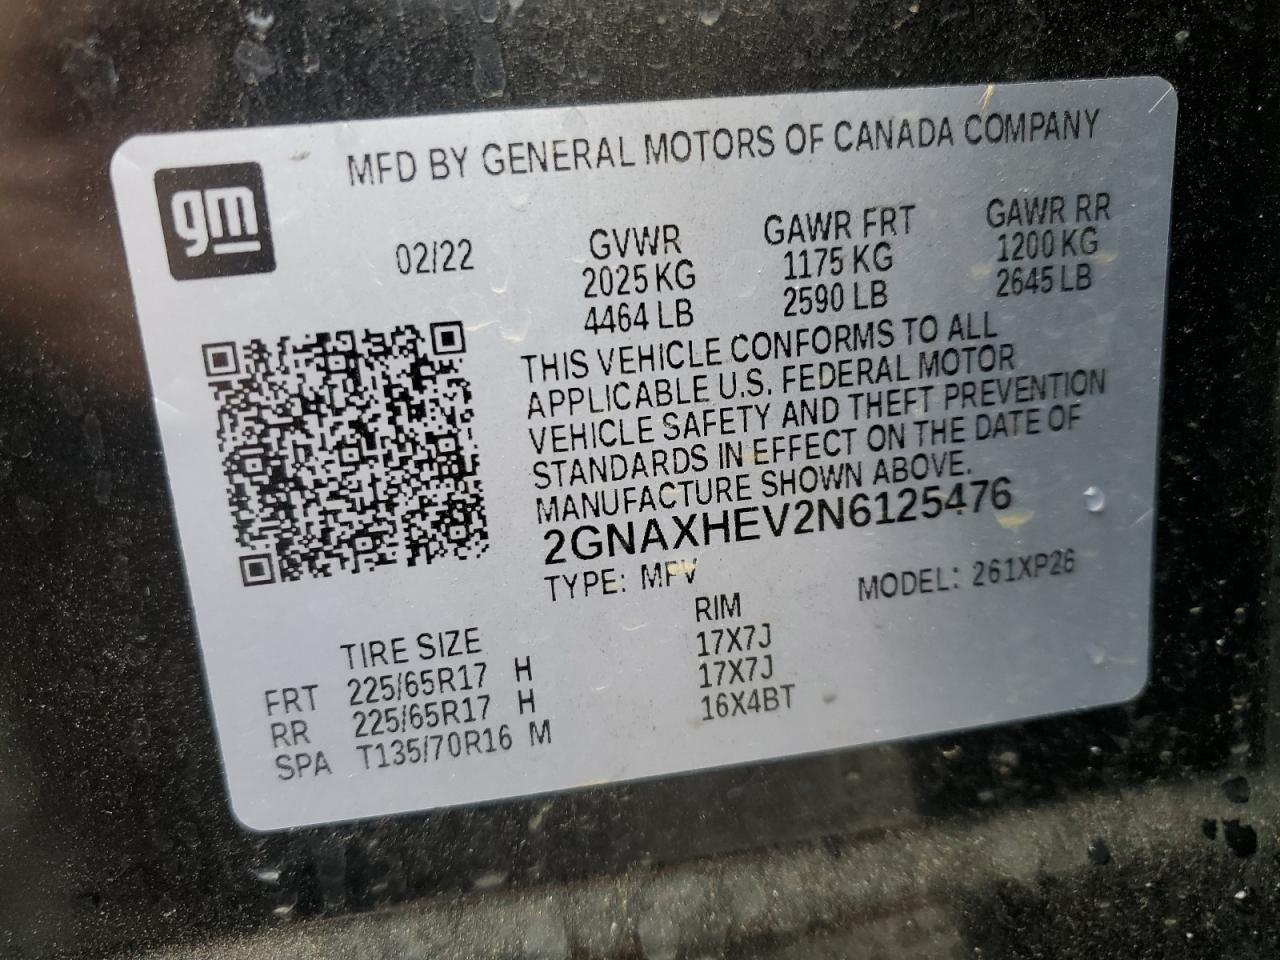 gm
MFD BY GENERAL MOTORS OF CANADA COMPANY
02/22
GVWR
2025 KG
4464 LB
GAWR FRT
1175 KG
2590 LB
GAWR RR
1200 KG
2645 LB
THIS VEHICLE CONFORMS TO ALL
APPLICABLE U.S. FEDERAL MOTOR
VEHICLE SAFETY AND THEFT PREVENTION
STANDARDS IN EFFECT ON THE DATE OF
MANUFACTURE SHOWN ABOVE.
2GNAXHEV2N6125476
TYPE: MPV MODEL: 261XP26
TIRE SIZE RIM
FRT 225/65R17 H 17X7J
RR 225/65R17 H 17X7J
SPA T135/70R16 M 16X4BT